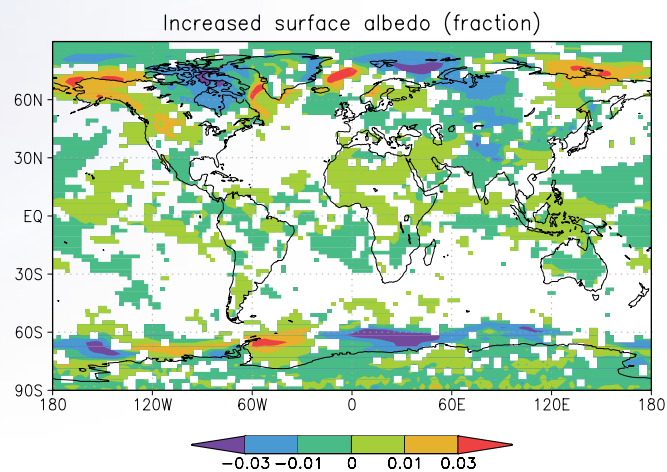 Increased surface albedo (fraction)
60N
30N
EQ
30S
60S
90S
180 120W 60W 0 60E 120E 180
-0.03 -0.01 0 0.01 0.03